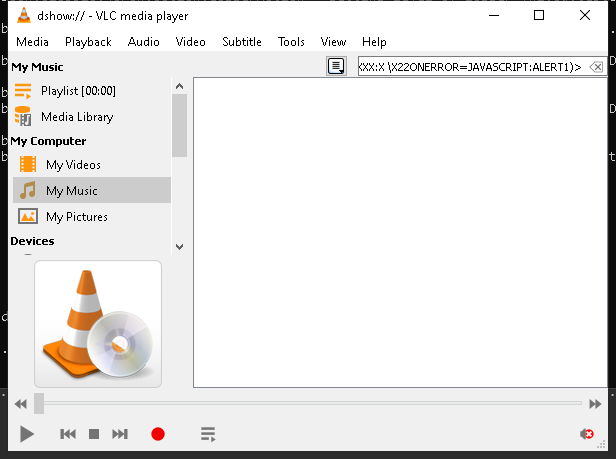 dshow:// - VLC media player
Media Playback Audio Video Subtitle Tools View Help
My Music
XX:X \X22ONERROR=JAVASCRIPT:ALERT1)>
Playlist [00:00]
Media Library
My Computer
My Videos
My Music
My Pictures
Devices